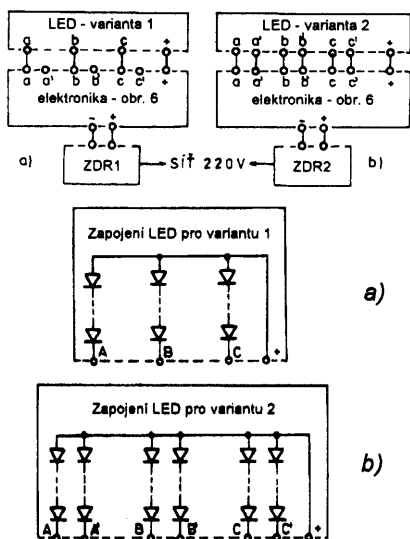 LED - varianta 1
a b c +
a a' b b' c c' +
elektronika - obr. 6
- +
a) ZDR1
LED - varianta 2
a a' b b' c c' +
a a' b b' c c' +
elektronika - obr. 6
- +
ZDR2 b)
SÍŤ 220V
Zapojení LED pro variantu 1
A B C +
a)
Zapojení LED pro variantu 2
A A' B B' C C' +
b)